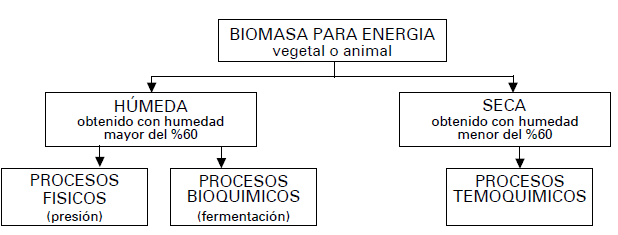 BIOMASA PARA ENERGIA
vegetal o animal
HÚMEDA
obtenido con humedad
mayor del %60
SECA
obtenido con humedad
menor del %60
PROCESOS
FISICOS
(presión)
PROCESOS
BIOQUIMICOS
(fermentación)
PROCESOS
TEMOQUIMICOS